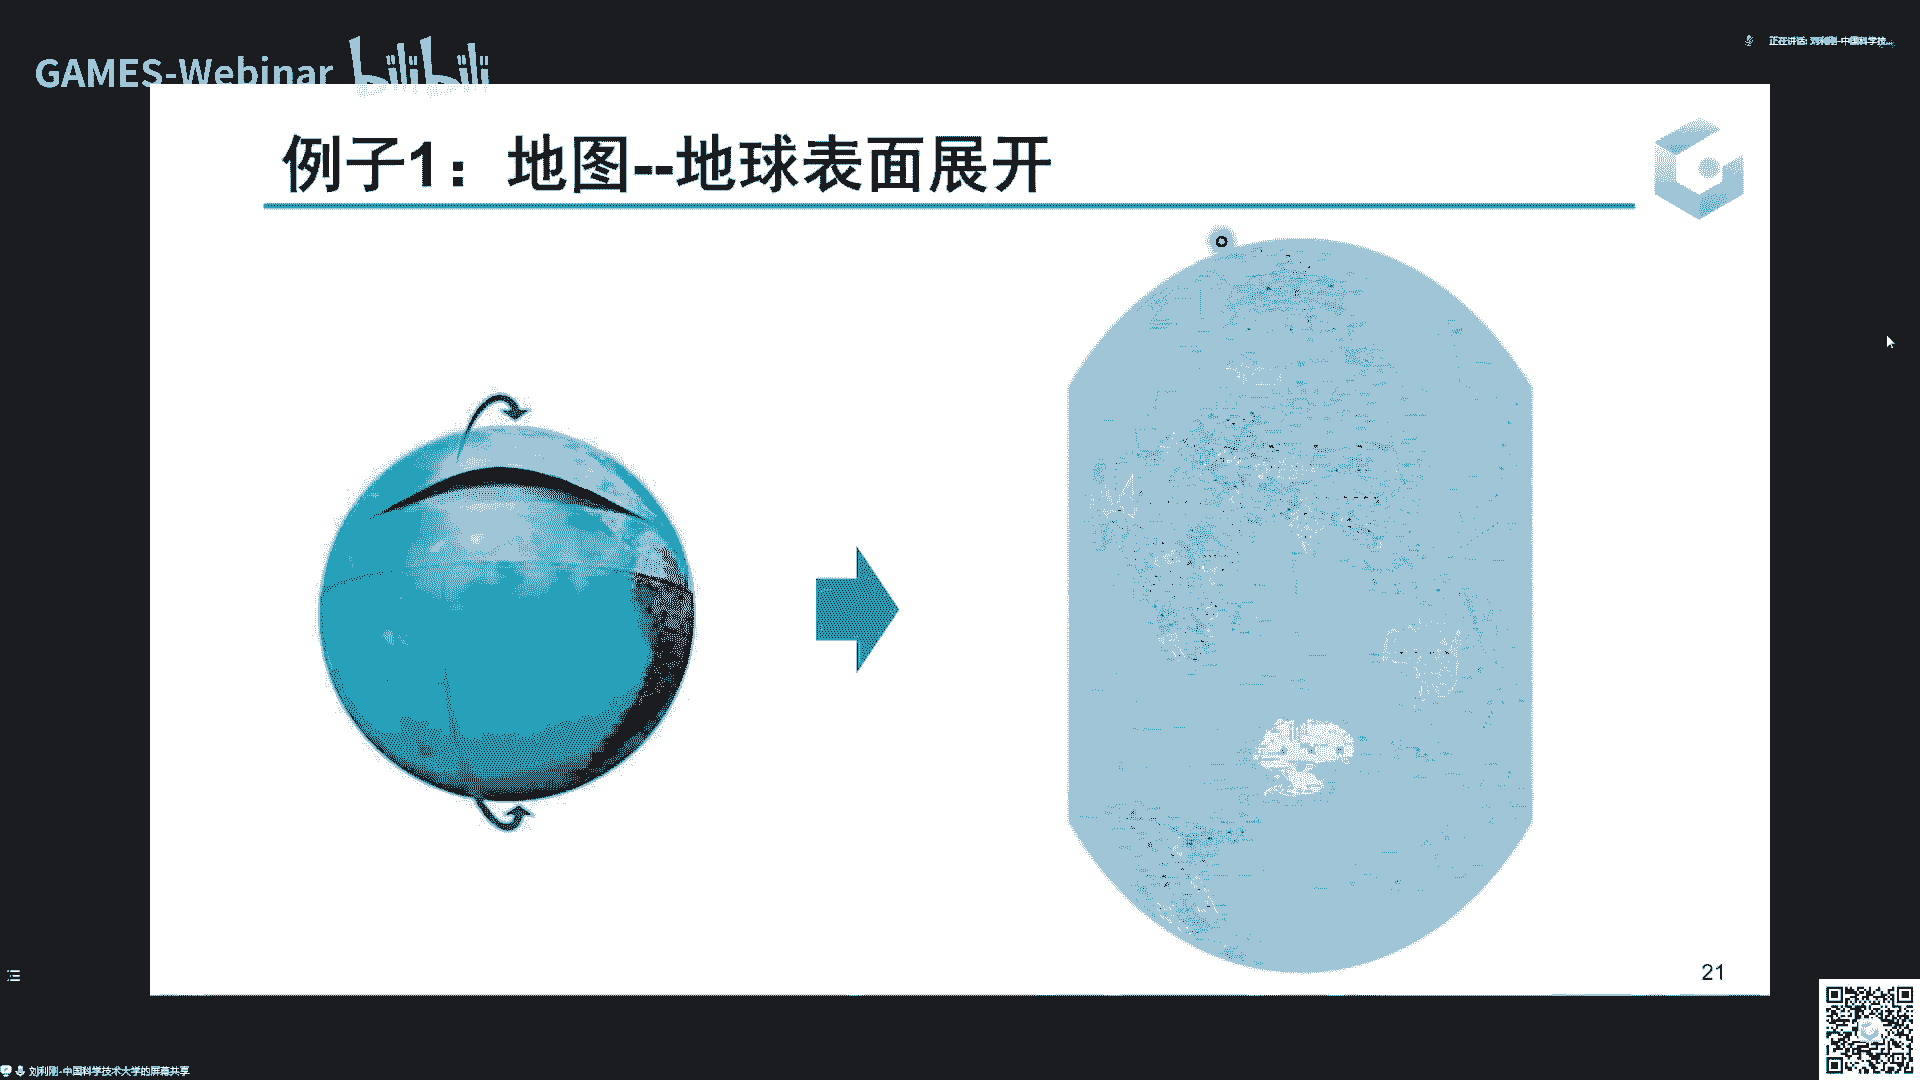 GAMES-Webinar bilibili
正在讲话: 刘利刚-中国科学技...
例子1：地图--地球表面展开
21
刘利刚-中国科学技术大学的屏幕共享